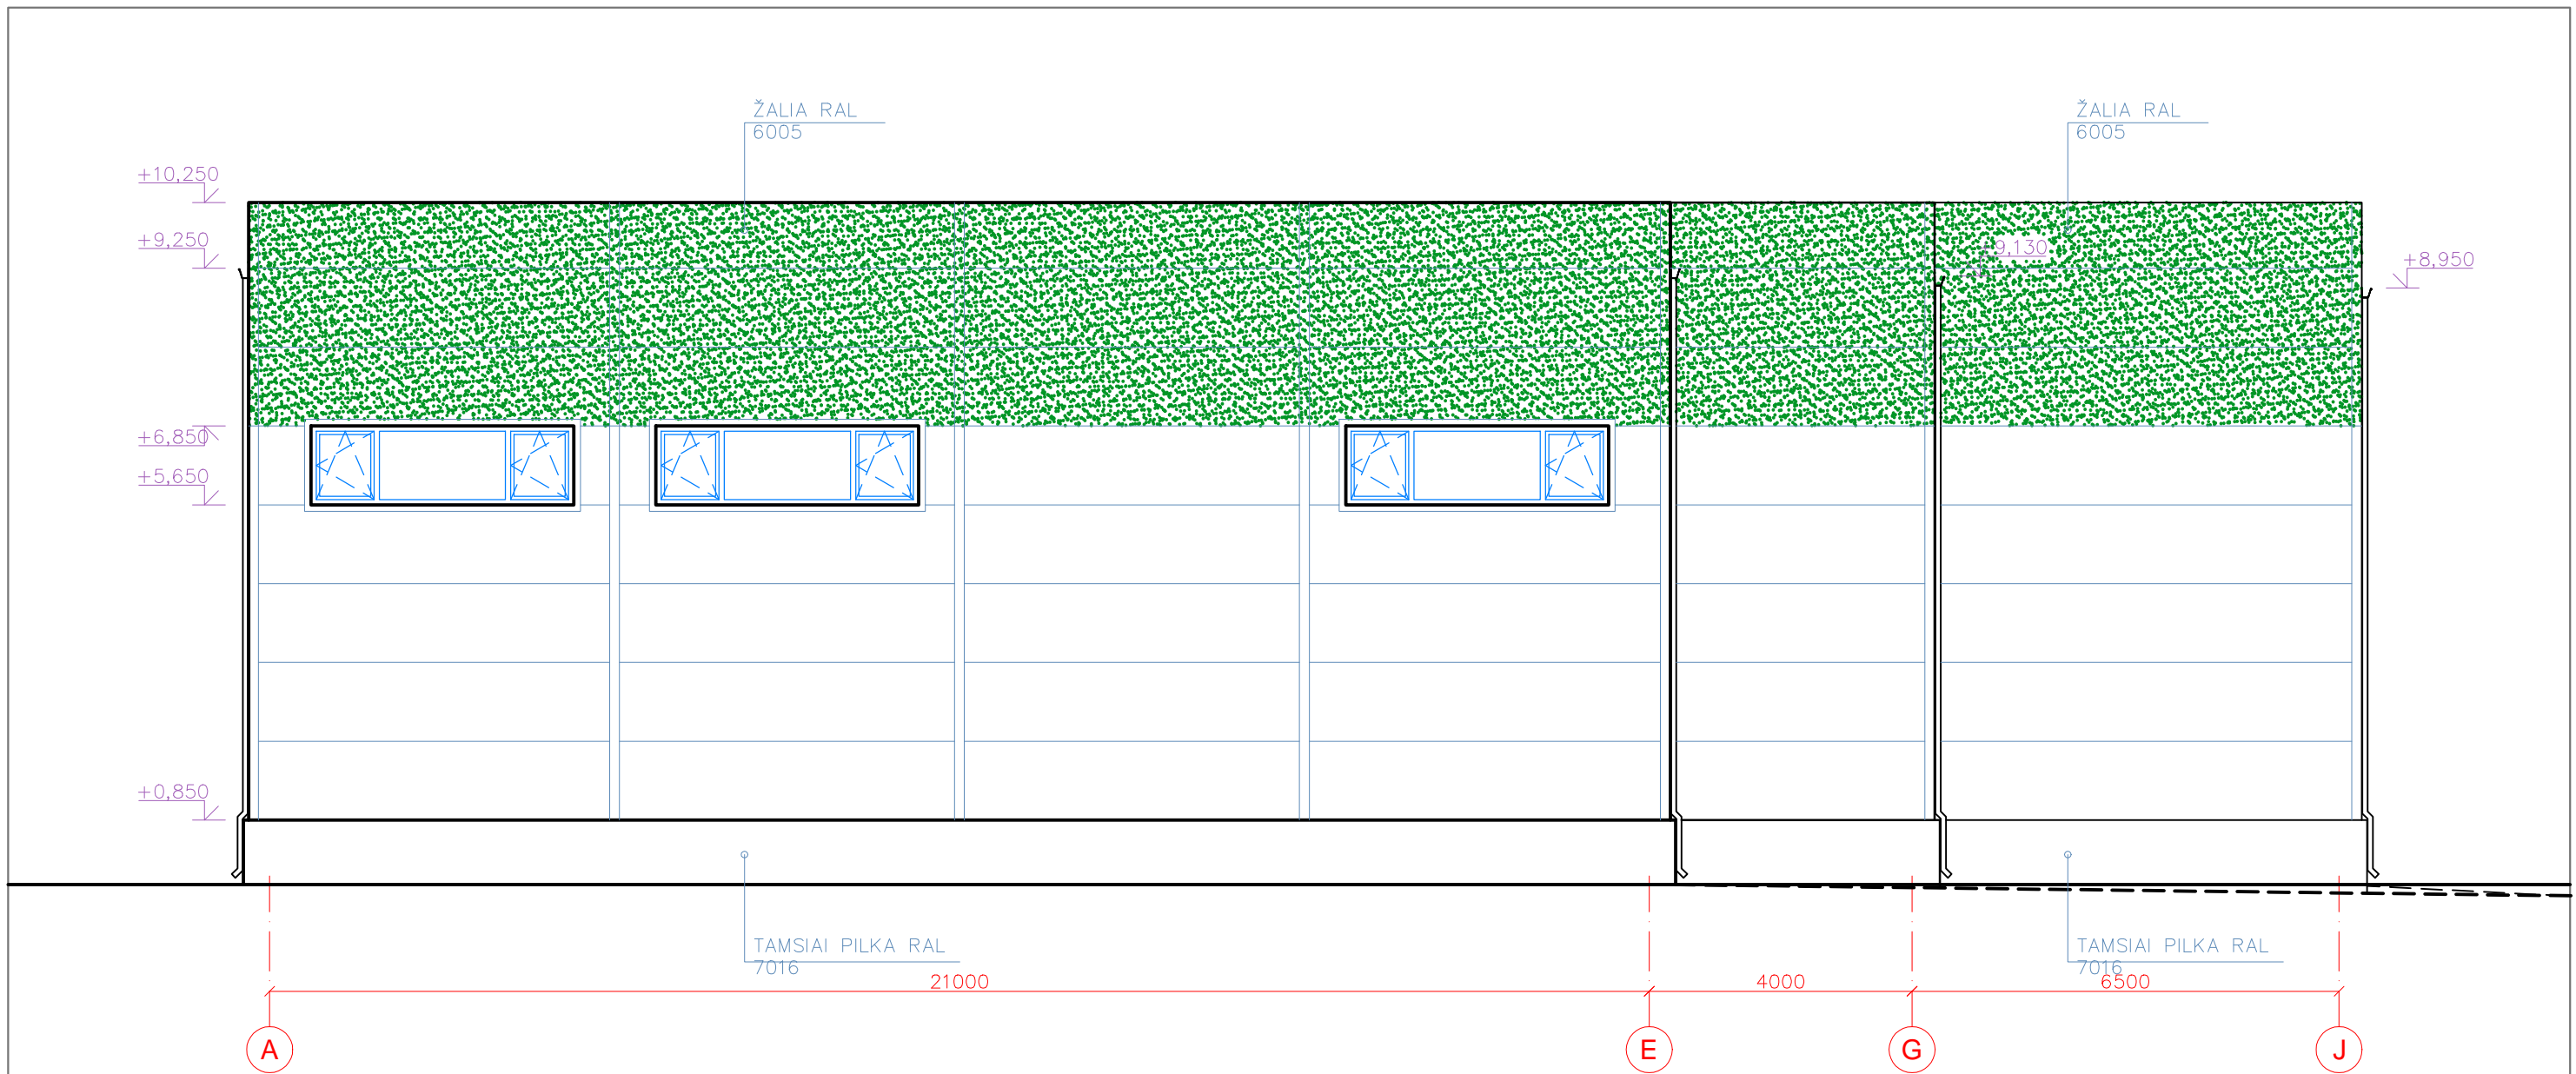 ŽALIA RAL
6005
ŽALIA RAL
6005
+10,250
+9,250
+9,130
+8,950
+6,850
+5,650
+0,850
TAMSIAI PILKA RAL
7016
TAMSIAI PILKA RAL
7016
21000
4000
6500
A
E
G
J